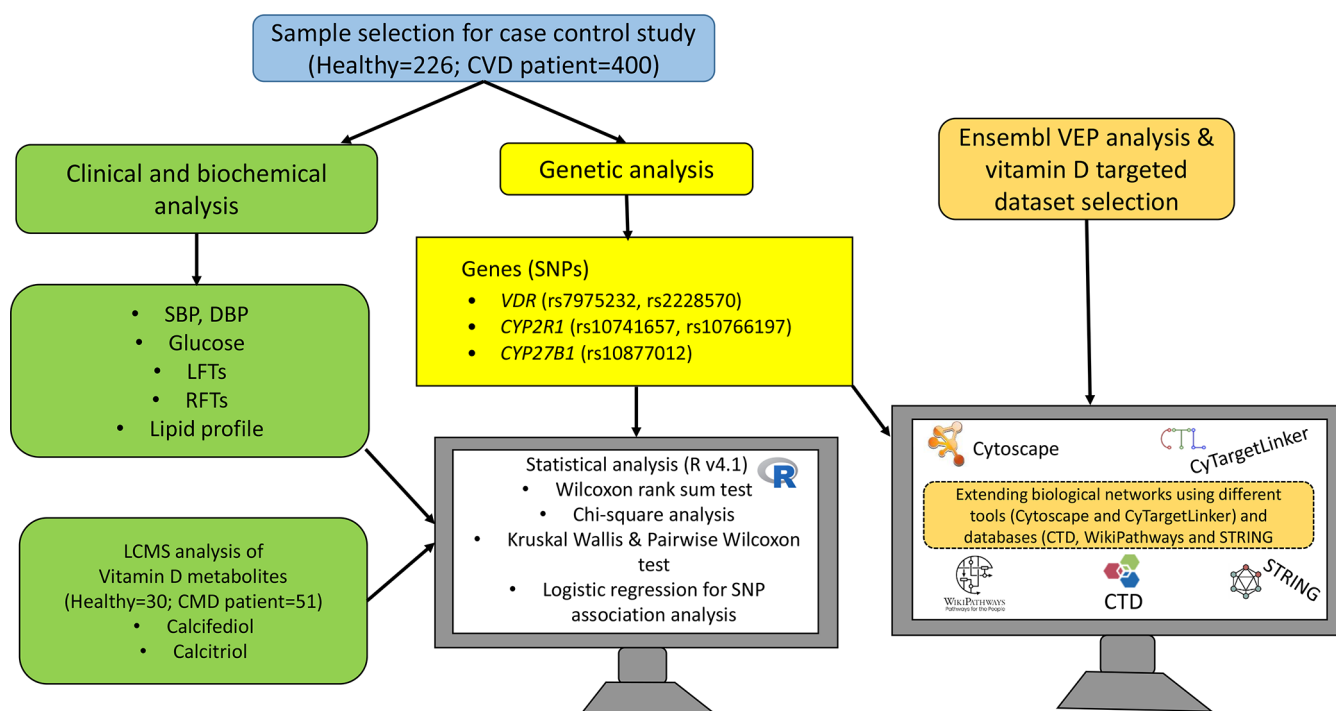 Sample selection for case control study
(Healthy=226; CVD patient=400)
Clinical and biochemical
analysis
Genetic analysis
Ensembl VEP analysis &
vitamin D targeted
dataset selection
• SBP, DBP
• Glucose
• LFTs
• RFTs
• Lipid profile
Genes (SNPs)
• VDR (rs7975232, rs2228570)
• CYP2R1 (rs10741657, rs10766197)
• CYP27B1 (rs10877012)
LCMS analysis of
Vitamin D metabolites
(Healthy=30; CMD patient=51)
• Calcifediol
• Calcitriol
Statistical analysis (R v4.1)
R
• Wilcoxon rank sum test
• Chi-square analysis
• Kruskal Wallis & Pairwise Wilcoxon
test
• Logistic regression for SNP
association analysis
Cytoscape
CTL
CyTargetLinker
Extending biological networks using different
tools (Cytoscape and CyTargetLinker) and
databases (CTD, WikiPathways and STRING
WIKIPATHWAYS
Pathways for the People
CTD
STRING